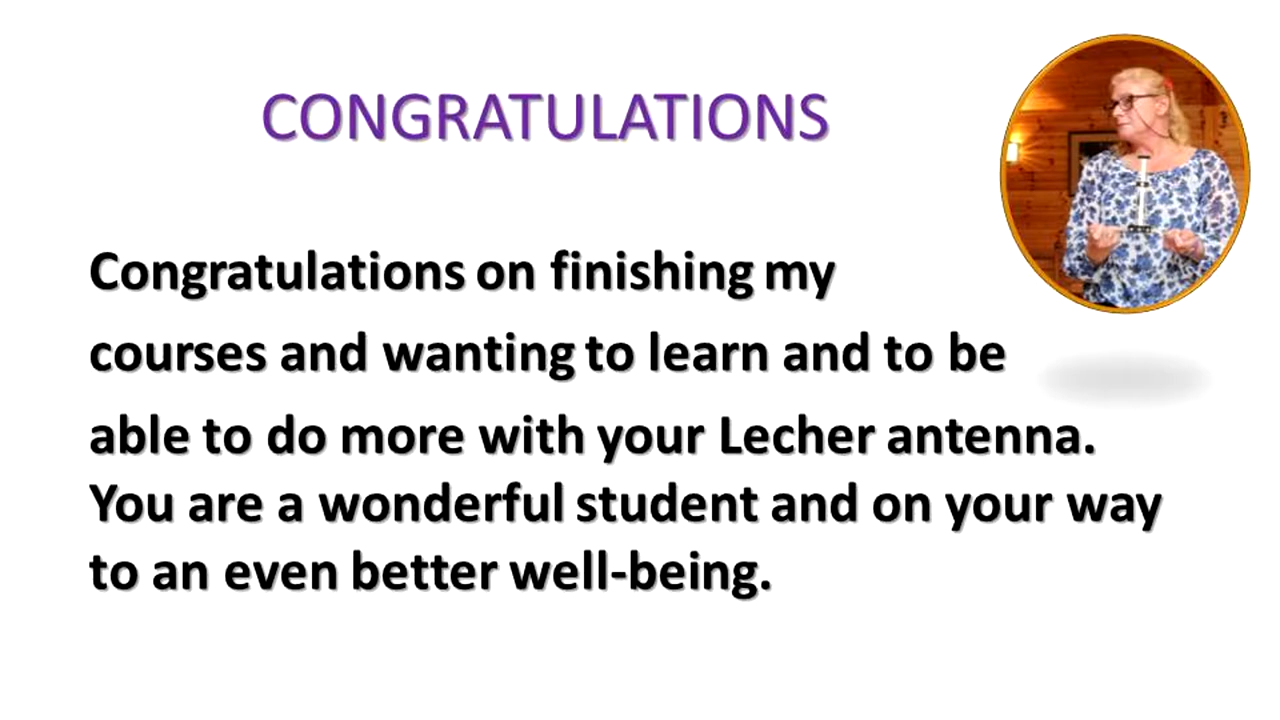 CONGRATULATIONS
Congratulations on finishing my
courses and wanting to learn and to be
able to do more with your Lecher antenna.
You are a wonderful student and on your way
to an even better well-being.